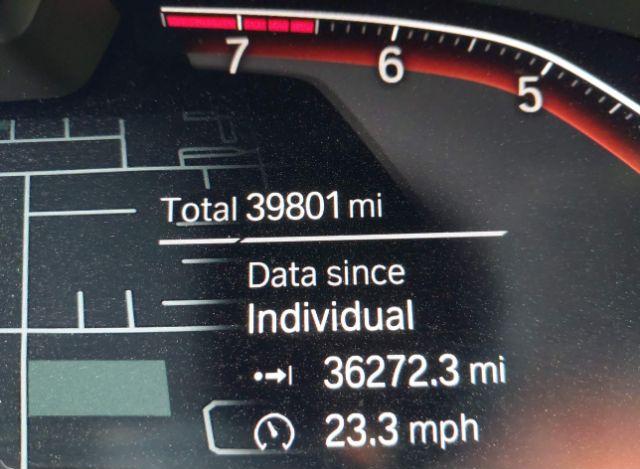 7 6 5
Total 39801 mi
Data since
Individual
36272.3 mi
23.3 mph